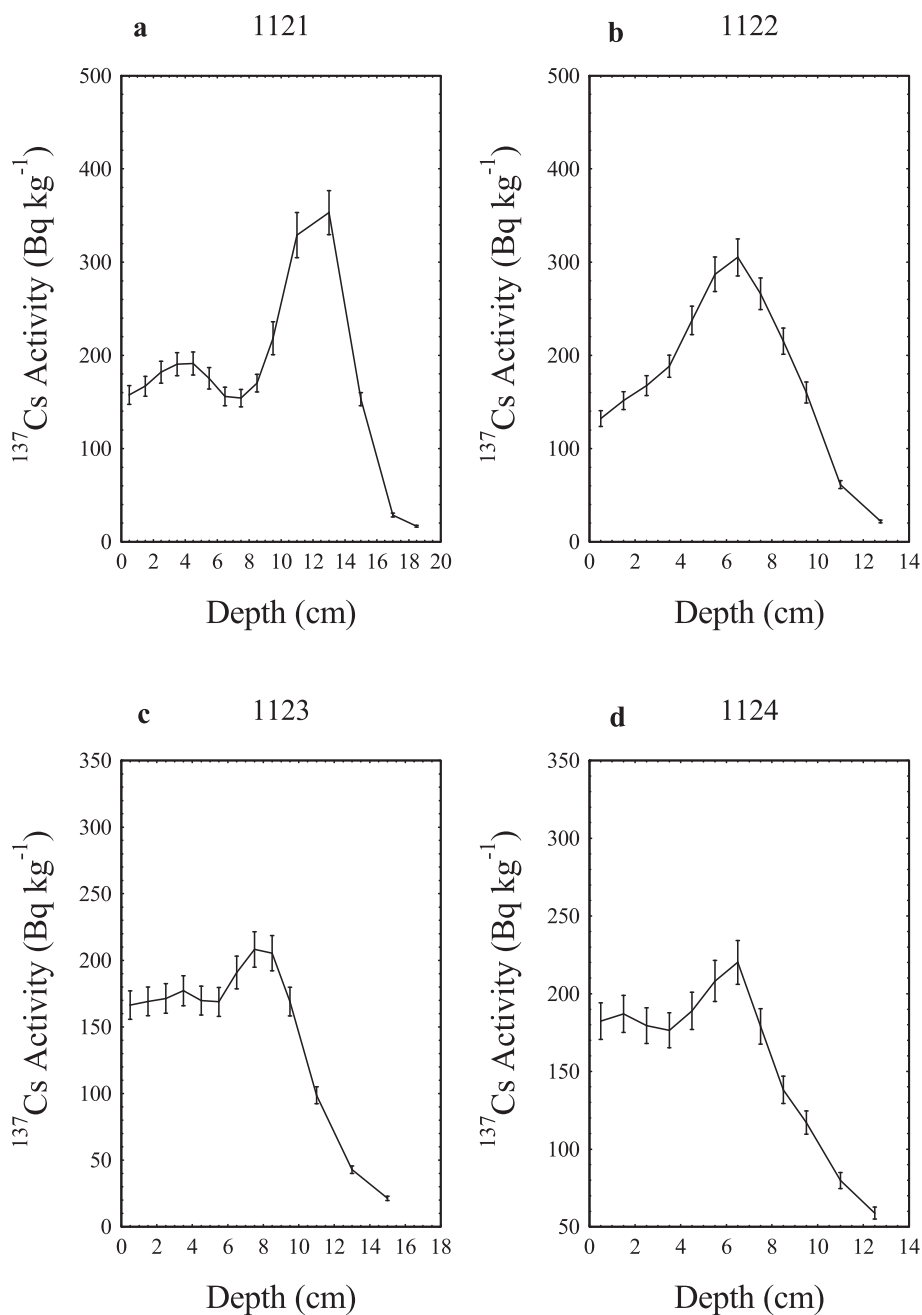 a 1121
500
400
300
200
100
0
0 2 4 6 8 10 12 14 16 18 20
¹³⁷Cs Activity (Bq kg⁻¹)
Depth (cm)
b 1122
500
400
300
200
100
0
0 2 4 6 8 10 12 14
¹³⁷Cs Activity (Bq kg⁻¹)
Depth (cm)
c 1123
350
300
250
200
150
100
50
0
0 2 4 6 8 10 12 14 16 18
¹³⁷Cs Activity (Bq kg⁻¹)
Depth (cm)
d 1124
350
300
250
200
150
100
50
0 2 4 6 8 10 12 14
¹³⁷Cs Activity (Bq kg⁻¹)
Depth (cm)